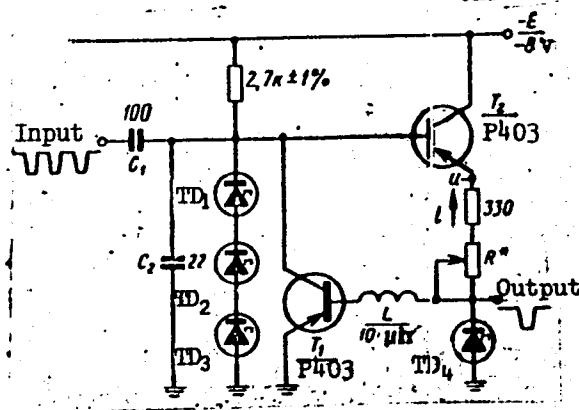 -E
-8 V
2,7к ± 1%
100
Input
C₁
T₂
P403
TD₁
u
i
330
C₂
22
R*
TD₂
Output
L
10 μh
TD₃
T₁
P403
TD₄